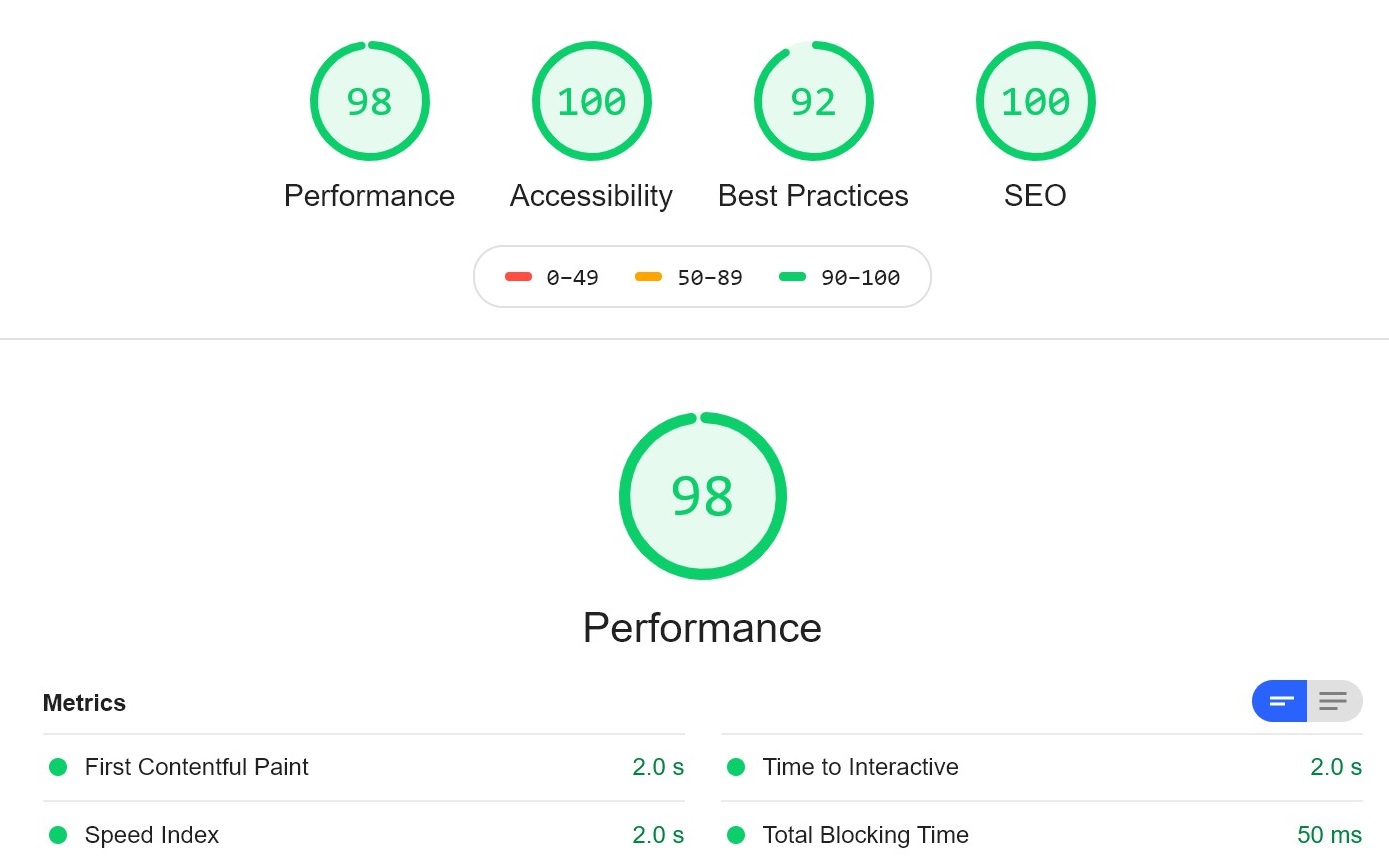 98 100 92 100
Performance Accessibility Best Practices SEO
0–49 50–89 90–100
98
Performance
Metrics
First Contentful Paint 2.0 s
Time to Interactive 2.0 s
Speed Index 2.0 s
Total Blocking Time 50 ms